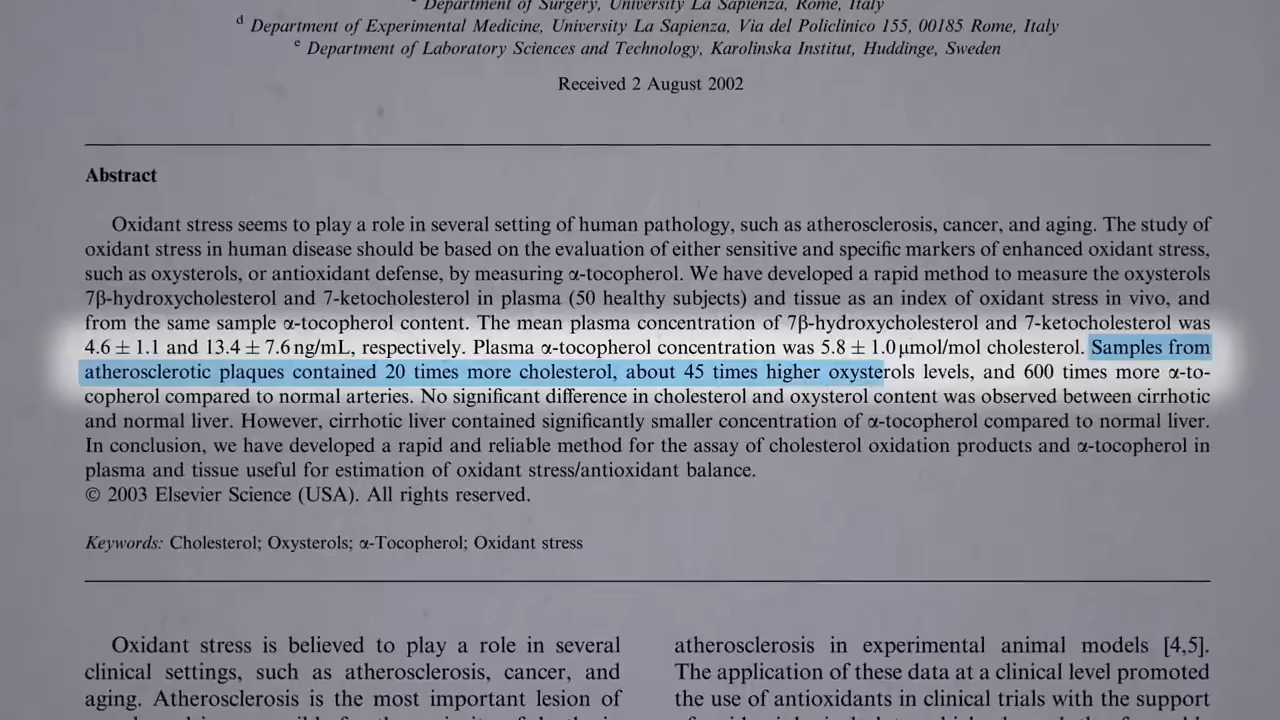 c Department of Surgery, University La Sapienza, Rome, Italy
d Department of Experimental Medicine, University La Sapienza, Via del Policlinico 155, 00185 Rome, Italy
e Department of Laboratory Sciences and Technology, Karolinska Institut, Huddinge, Sweden
Received 2 August 2002
Abstract
Oxidant stress seems to play a role in several setting of human pathology, such as atherosclerosis, cancer, and aging. The study of
oxidant stress in human disease should be based on the evaluation of either sensitive and specific markers of enhanced oxidant stress,
such as oxysterols, or antioxidant defense, by measuring α-tocopherol. We have developed a rapid method to measure the oxysterols
7β-hydroxycholesterol and 7-ketocholesterol in plasma (50 healthy subjects) and tissue as an index of oxidant stress in vivo, and
from the same sample α-tocopherol content. The mean plasma concentration of 7β-hydroxycholesterol and 7-ketocholesterol was
4.6 ± 1.1 and 13.4 ± 7.6 ng/mL, respectively. Plasma α-tocopherol concentration was 5.8 ± 1.0 μmol/mol cholesterol. Samples from
atherosclerotic plaques contained 20 times more cholesterol, about 45 times higher oxysterols levels, and 600 times more α-to-
copherol compared to normal arteries. No significant difference in cholesterol and oxysterol content was observed between cirrhotic
and normal liver. However, cirrhotic liver contained significantly smaller concentration of α-tocopherol compared to normal liver.
In conclusion, we have developed a rapid and reliable method for the assay of cholesterol oxidation products and α-tocopherol in
plasma and tissue useful for estimation of oxidant stress/antioxidant balance.
© 2003 Elsevier Science (USA). All rights reserved.
Keywords: Cholesterol; Oxysterols; α-Tocopherol; Oxidant stress
Oxidant stress is believed to play a role in several
clinical settings, such as atherosclerosis, cancer, and
aging. Atherosclerosis is the most important lesion of
atherosclerosis in experimental animal models [4,5].
The application of these data at a clinical level promoted
the use of antioxidants in clinical trials with the support